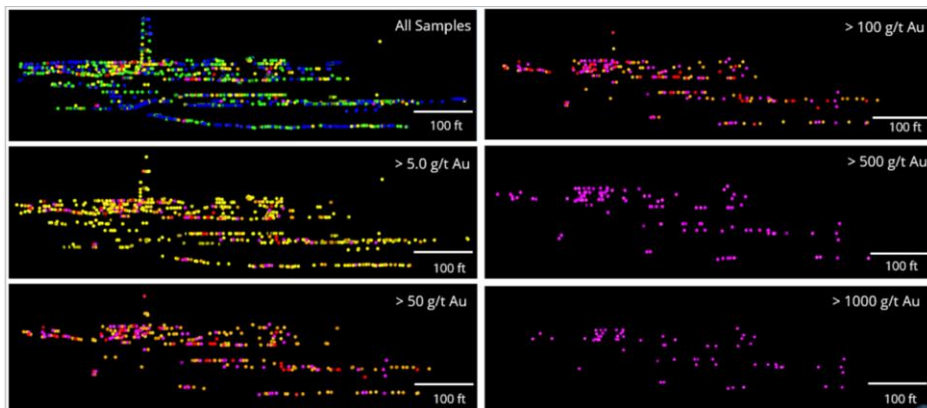 All Samples
100 ft
> 5.0 g/t Au
100 ft
> 50 g/t Au
100 ft
> 100 g/t Au
100 ft
> 500 g/t Au
100 ft
> 1000 g/t Au
100 ft